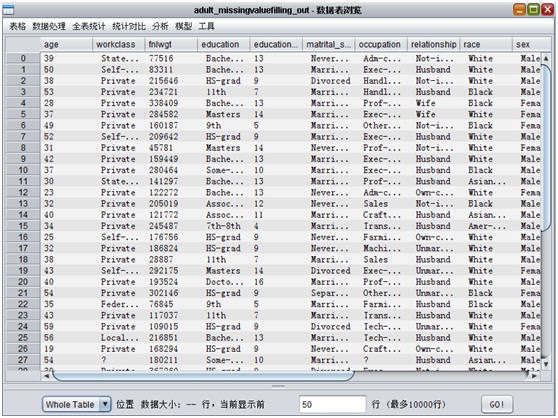 adult_missingvaluefilling_out - 数据表浏览
表格 数据处理 全表统计 统计对比 分析 模型 工具
age workclass fnlwgt education education... matrital_s... occupation relationship race sex
0 39 State... 77516 Bache... 13 Never... Adm-c... Not-i... White Male
1 50 Self-... 83311 Bache... 13 Marri... Exec-... Husband White Male
2 38 Private 215646 HS-grad 9 Divorced Handl... Not-i... White Male
3 53 Private 234721 11th 7 Marri... Handl... Husband Black Male
4 28 Private 338409 Bache... 13 Marri... Prof-... Wife Black Fema
5 37 Private 284582 Masters 14 Marri... Exec-... Wife White Fema
6 49 Private 160187 9th 5 Marri... Other... Not-i... Black Fema
7 52 Self-... 209642 HS-grad 9 Marri... Exec-... Husband White Male
8 31 Private 45781 Masters 14 Never... Prof-... Not-i... White Fema
9 42 Private 159449 Bache... 13 Marri... Exec-... Husband White Male
10 37 Private 280464 Some-... 10 Marri... Exec-... Husband Black Male
11 30 State... 141297 Bache... 13 Marri... Prof-... Husband Asian... Male
12 23 Private 122272 Bache... 13 Never... Adm-c... Own-c... White Fema
13 32 Private 205019 Assoc... 12 Never... Sales Not-i... Black Male
14 40 Private 121772 Assoc... 11 Marri... Craft... Husband Asian... Male
15 34 Private 245487 7th-8th 4 Marri... Trans... Husband Amer-... Male
16 25 Self-... 176756 HS-grad 9 Never... Farmi... Own-c... White Male
17 32 Private 186824 HS-grad 9 Never... Machi... Unmar... White Male
18 38 Private 28887 11th 7 Marri... Sales Husband White Male
19 43 Self-... 292175 Masters 14 Divorced Exec-... Unmar... White Fema
20 40 Private 193524 Docto... 16 Marri... Prof-... Husband White Male
21 54 Private 302146 HS-grad 9 Separ... Other... Unmar... Black Fema
22 35 Feder... 76845 9th 5 Marri... Farmi... Husband Black Male
23 43 Private 117037 11th 7 Marri... Trans... Husband White Male
24 59 Private 109015 HS-grad 9 Divorced Tech-... Unmar... White Fema
25 56 Local... 216851 Bache... 13 Marri... Tech-... Husband White Male
26 19 Private 168294 HS-grad 9 Never... Craft... Own-c... White Male
27 54 ? 180211 Some-... 10 Marri... ? Husband Asian... Male
Whole Table 位置 数据大小: -- 行，当前显示前 50 行 (最多10000行) GO!